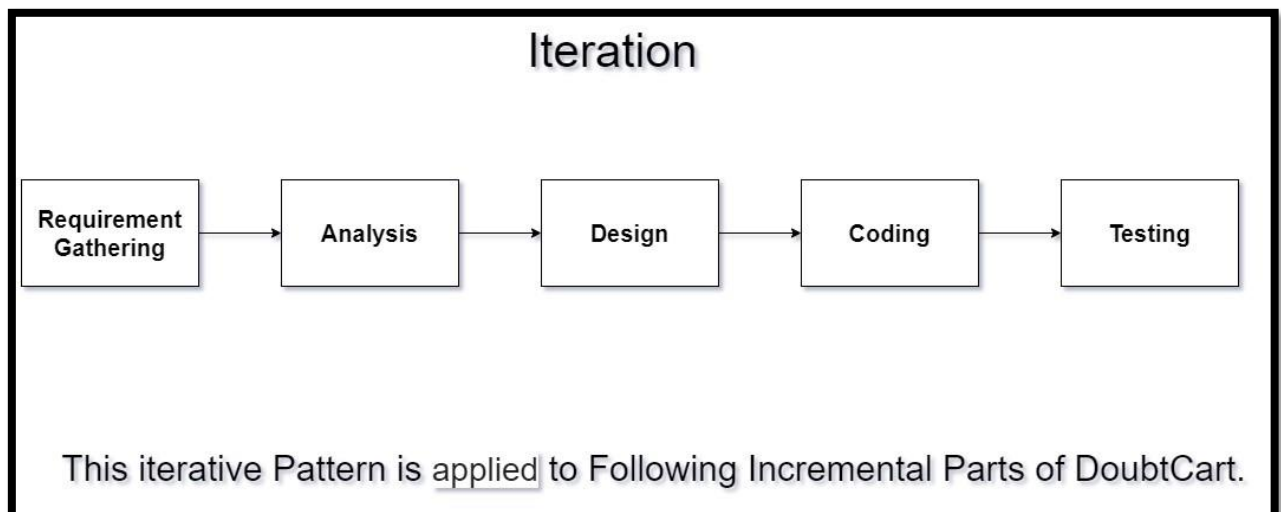 Iteration
Requirement
Gathering
Analysis
Design
Coding
Testing
This iterative Pattern is applied to Following Incremental Parts of DoubtCart.